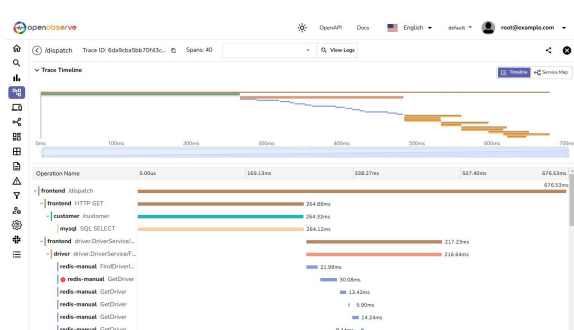 openobserve
OpenAPI Docs English default root@example.com
/dispatch Trace ID: 6da9cba5bb70f43c... Spans: 40 View Logs
Trace Timeline
Timeline Service Map
0ms 100ms 200ms 300ms 400ms 500ms 600ms 700ms
Operation Name 0.00us 169.13ms 338.27ms 507.40ms 676.53ms
676.53ms
frontend /dispatch
frontend HTTP GET 264.88ms
customer /customer 264.32ms
mysql SQL SELECT 264.12ms
frontend driver.DriverService/... 217.23ms
driver driver.DriverService/F... 216.64ms
redis-manual FindDriverI... 21.98ms
redis-manual GetDriver 30.08ms
redis-manual GetDriver 13.43ms
redis-manual GetDriver 5.90ms
redis-manual GetDriver 14.24ms
redis-manual GetDriver